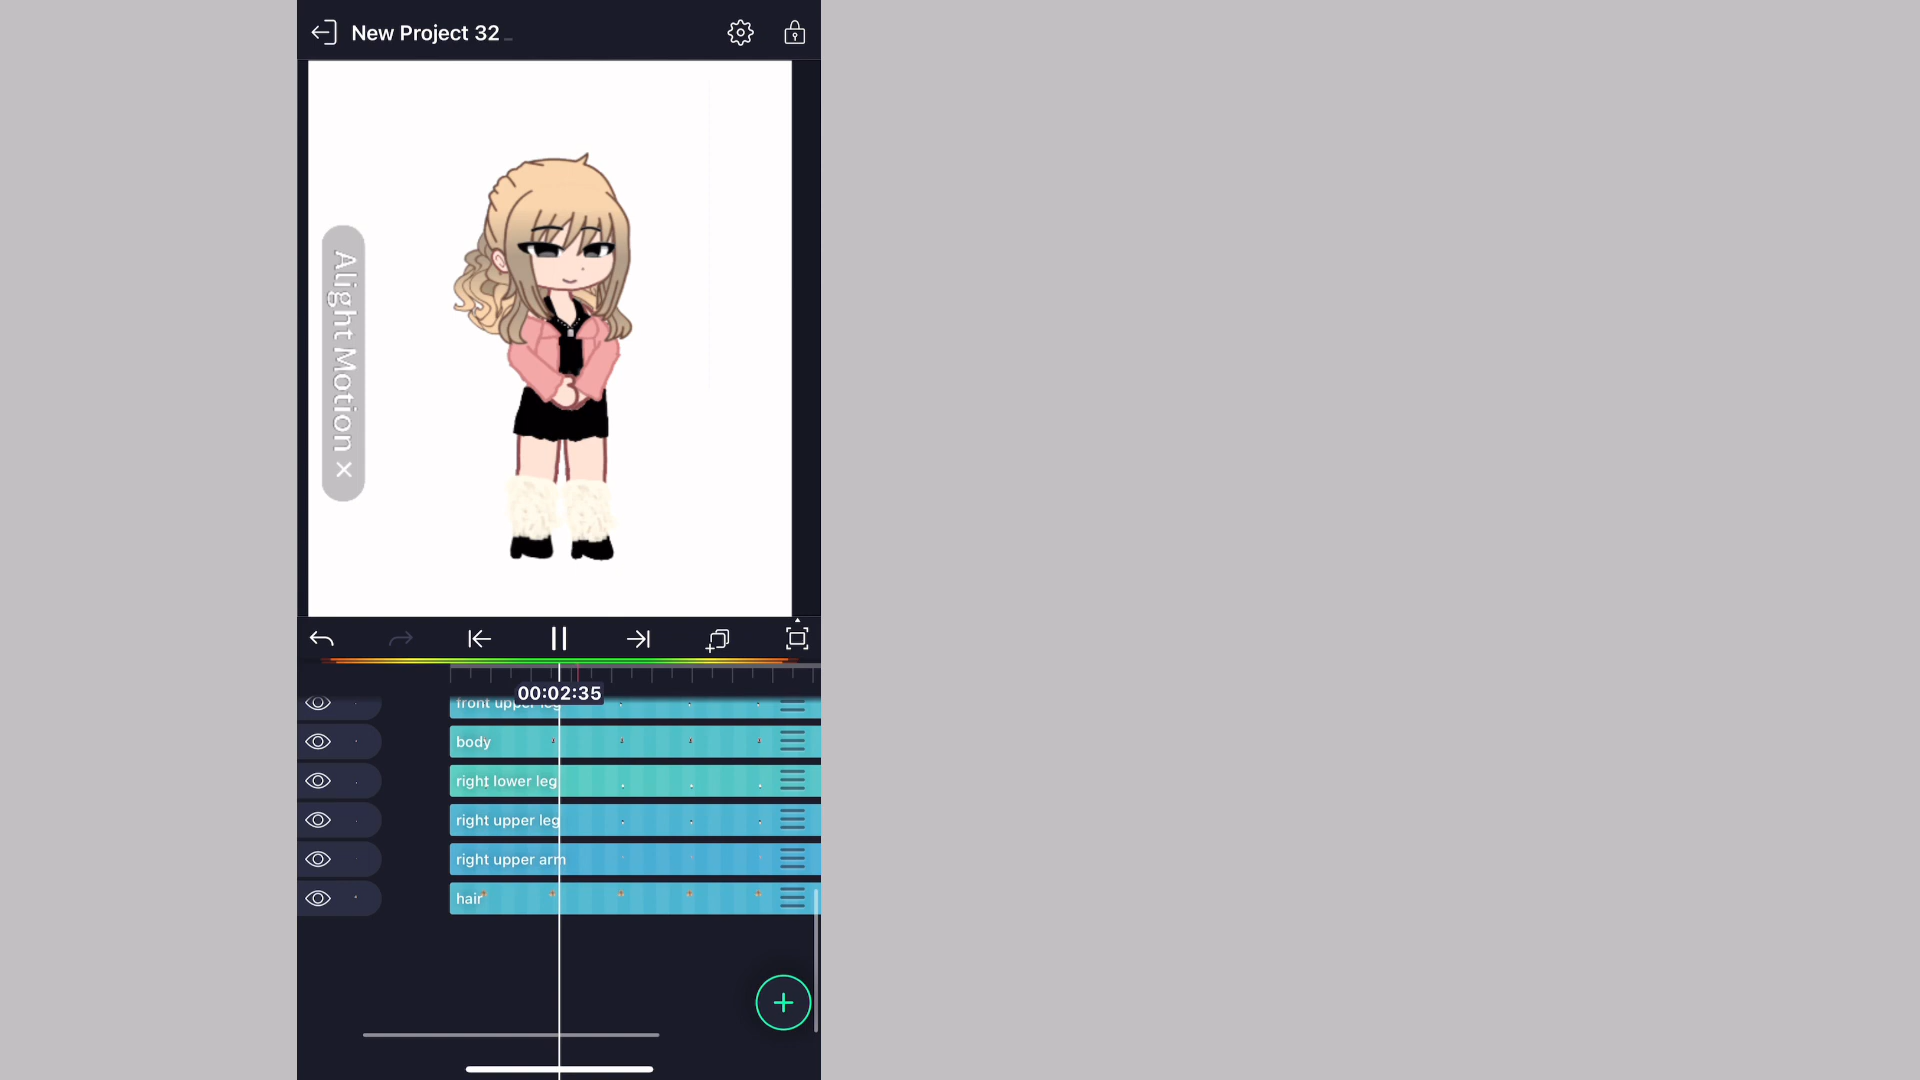 New Project 32
Alight Motion ×
00:02:35
front upper leg
body
right lower leg
right upper leg
right upper arm
hair